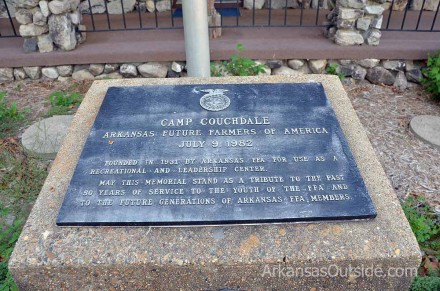 CAMP COUCHDALE
ARKANSAS FUTURE FARMERS OF AMERICA
JULY 9, 1982
FOUNDED IN 1931 BY ARKANSAS FFA FOR USE AS A
RECREATIONAL AND LEADERSHIP CENTER.
MAY THIS MEMORIAL STAND AS A TRIBUTE TO THE PAST
50 YEARS OF SERVICE TO THE YOUTH OF THE FFA AND
TO THE FUTURE GENERATIONS OF ARKANSAS FFA MEMBERS.
ArkansasOutside.com